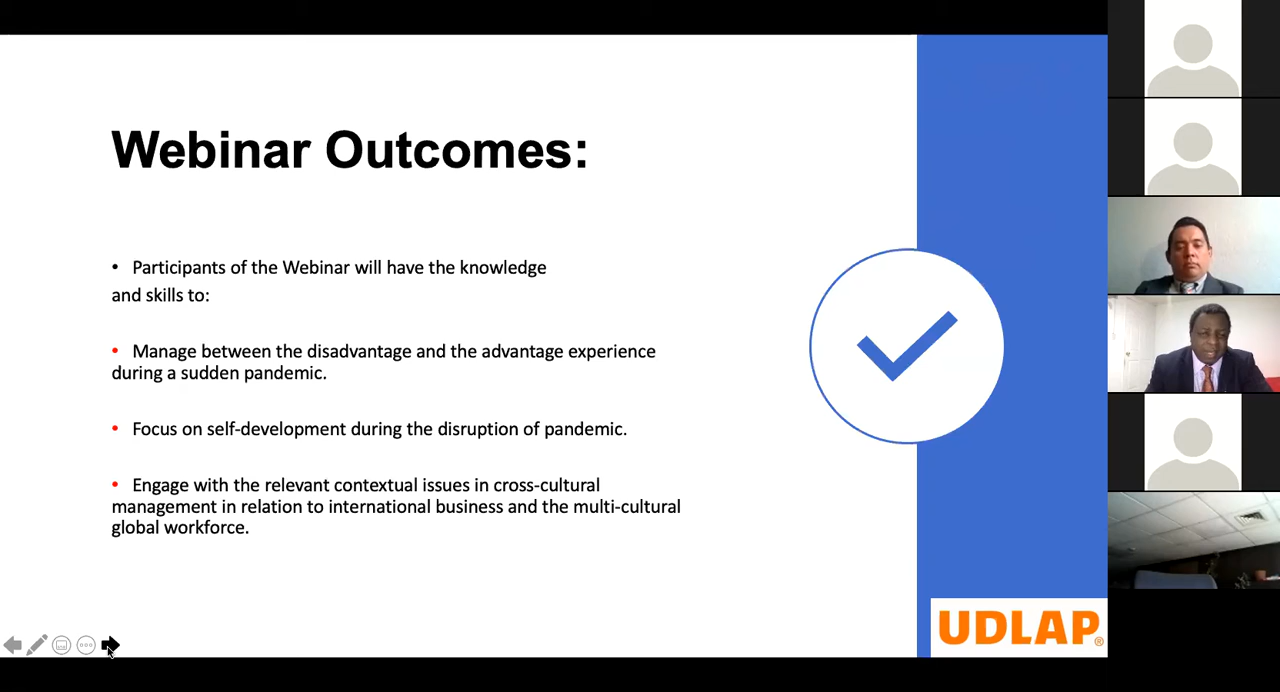 Webinar Outcomes:
• Participants of the Webinar will have the knowledge
and skills to:
• Manage between the disadvantage and the advantage experience
during a sudden pandemic.
• Focus on self-development during the disruption of pandemic.
• Engage with the relevant contextual issues in cross-cultural
management in relation to international business and the multi-cultural
global workforce.
UDLAP®